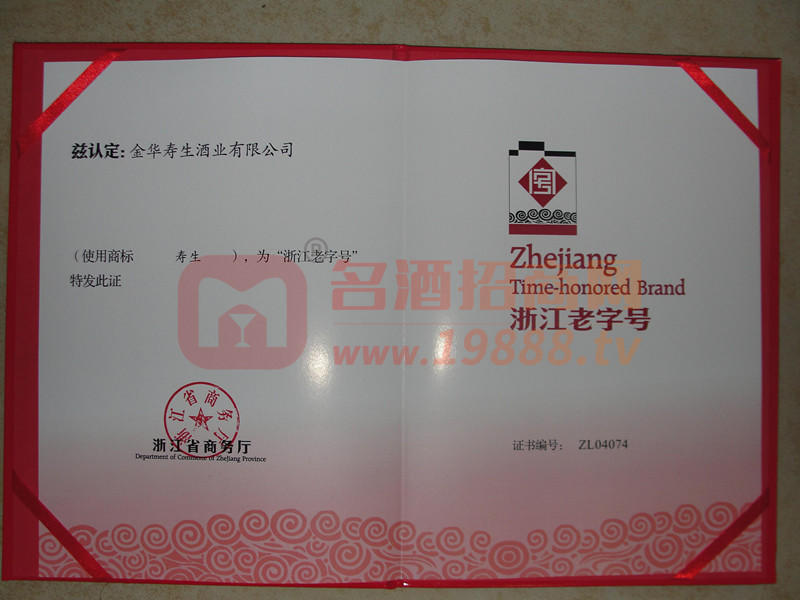 兹认定：金华寿生酒业有限公司
（使用商标 寿生 ），为“浙江老字号”
特发此证
浙江省商务厅
浙江省商务厅
Department of Commerce of ZheJiang Province
字号
Zhejiang
Time-honored Brand
浙江老字号
证书编号： ZL04074
名酒招商网
®
www.19888.tv